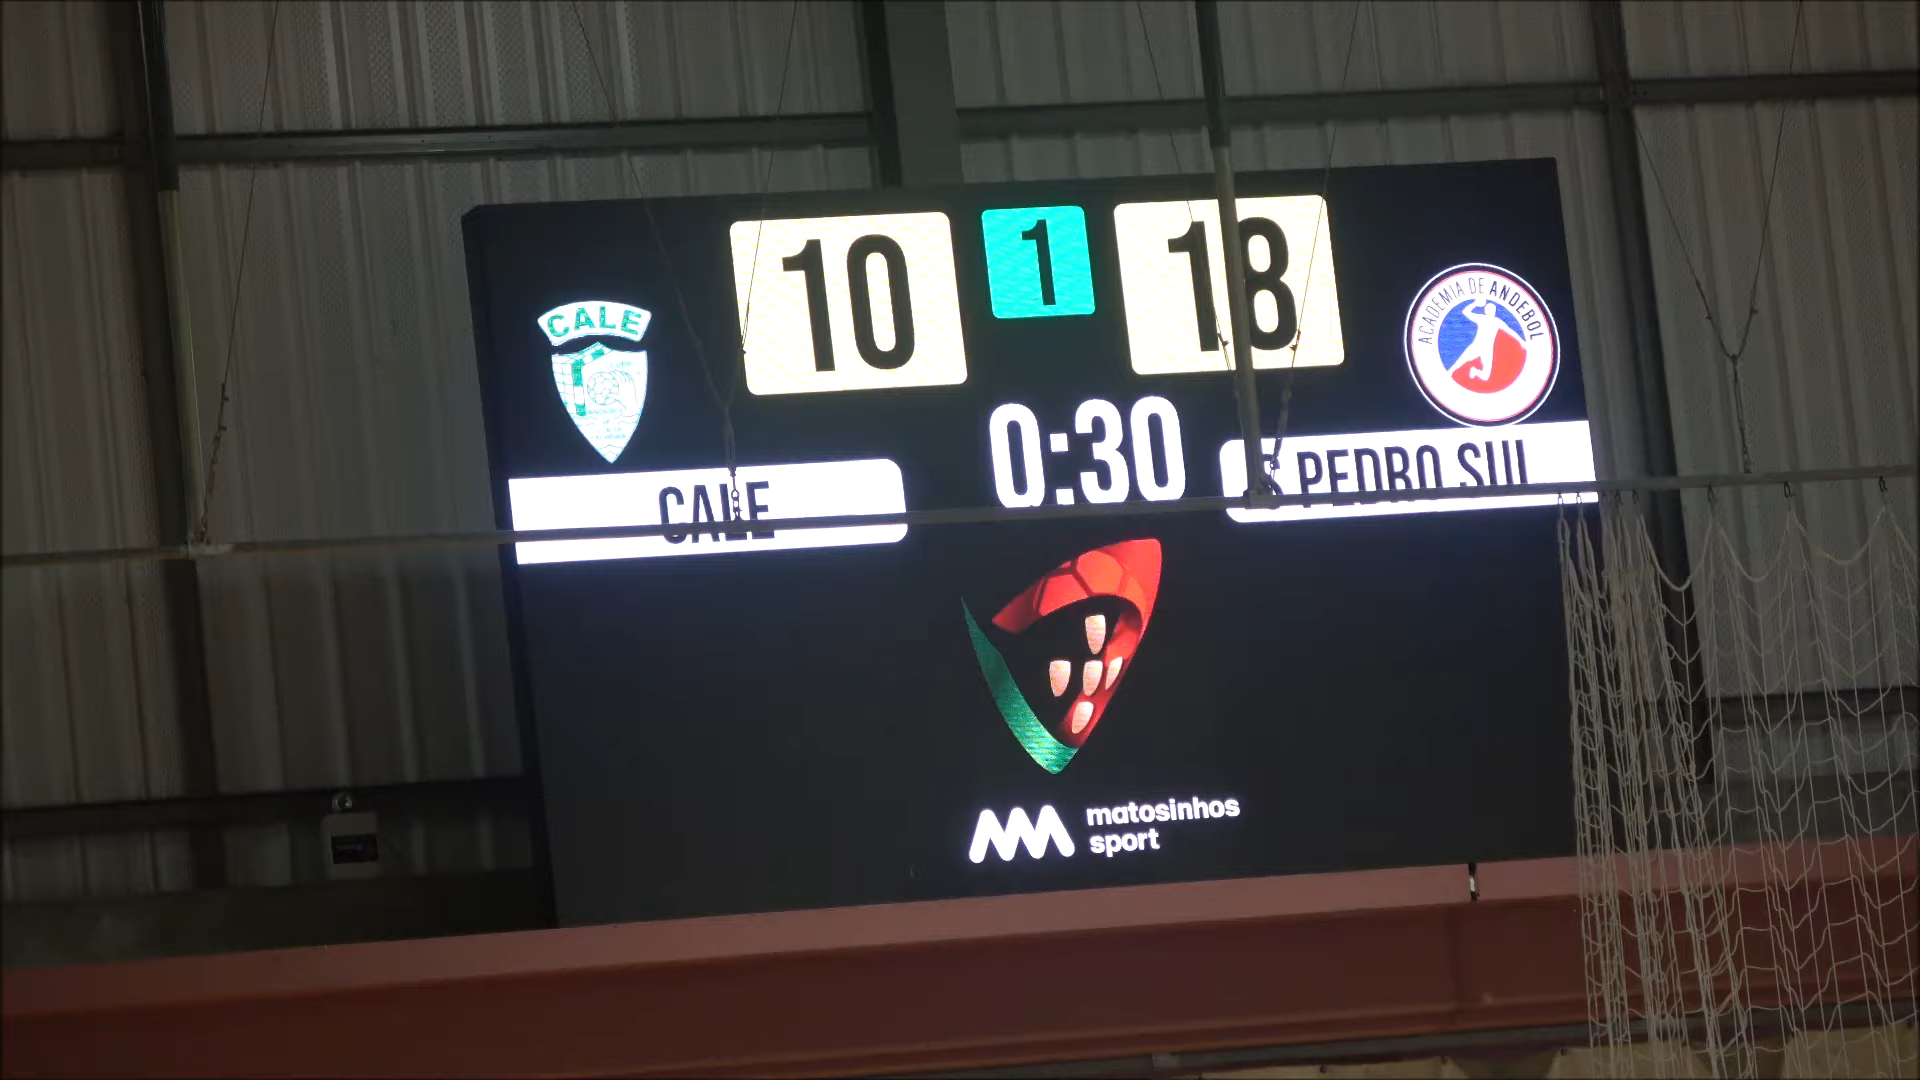 10 1 18
CALE
ACADEMIA DE ANDEBOL
0:30
CALE
S PEDRO SUL
matosinhos
sport